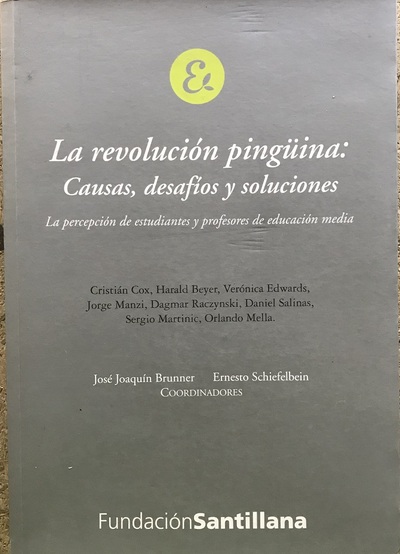 La revolución pingüina:
Causas, desafíos y soluciones
La percepción de estudiantes y profesores de educación media
Cristián Cox, Harald Beyer, Verónica Edwards,
Jorge Manzi, Dagmar Raczynski, Daniel Salinas,
Sergio Martinic, Orlando Mella.
José Joaquín Brunner Ernesto Schiefelbein
COORDINADORES
FundaciónSantillana